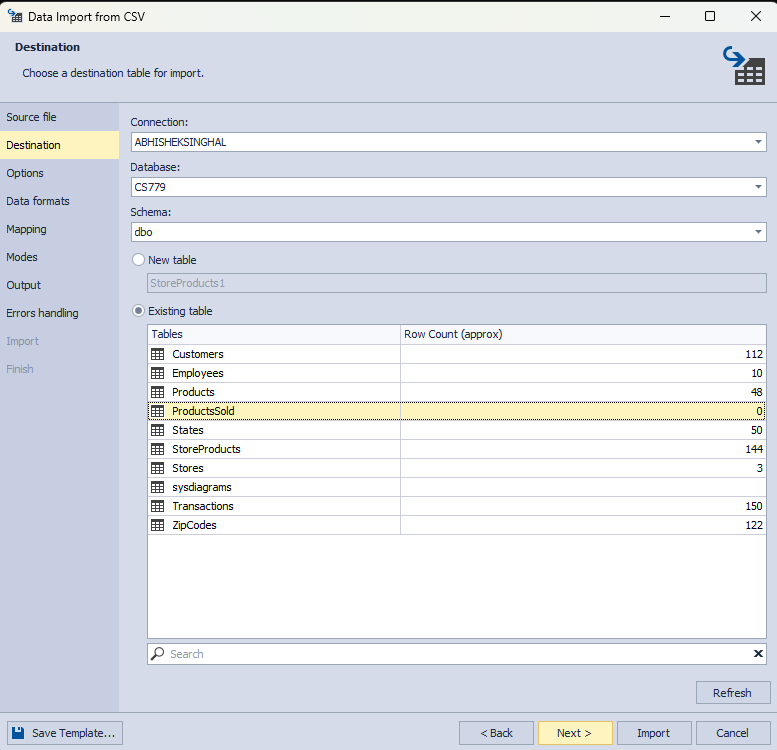 Data Import from CSV
Destination
Choose a destination table for import.
Source file
Destination
Options
Data formats
Mapping
Modes
Output
Errors handling
Import
Finish
Connection:
ABHISHEKSINGHAL
Database:
CS779
Schema:
dbo
New table
StoreProducts1
Existing table
Tables Row Count (approx)
Customers 112
Employees 10
Products 48
ProductsSold 0
States 50
StoreProducts 144
Stores 3
sysdiagrams
Transactions 150
ZipCodes 122
Search
Refresh
Save Template... < Back Next > Import Cancel